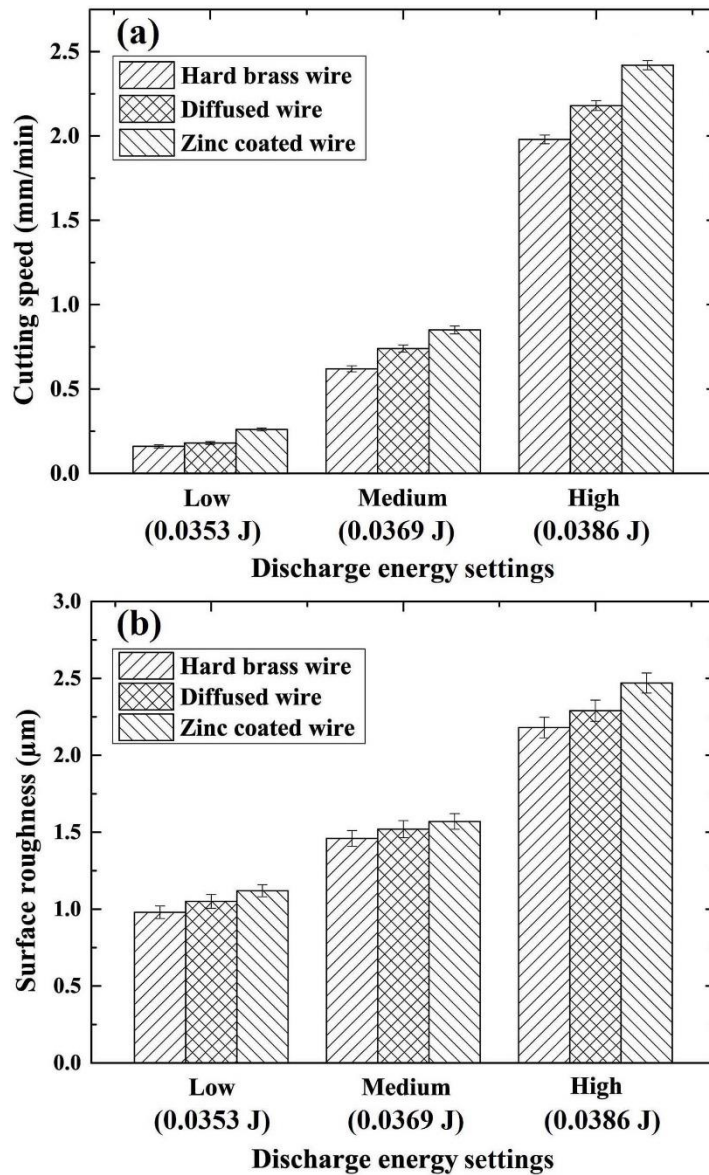 (a)
Hard brass wire
Diffused wire
Zinc coated wire
2.5
2.0
1.5
1.0
0.5
0.0
Cutting speed (mm/min)
Low Medium High
(0.0353 J) (0.0369 J) (0.0386 J)
Discharge energy settings
(b)
Hard brass wire
Diffused wire
Zinc coated wire
3.0
2.5
2.0
1.5
1.0
0.5
0.0
Surface roughness (μm)
Low Medium High
(0.0353 J) (0.0369 J) (0.0386 J)
Discharge energy settings